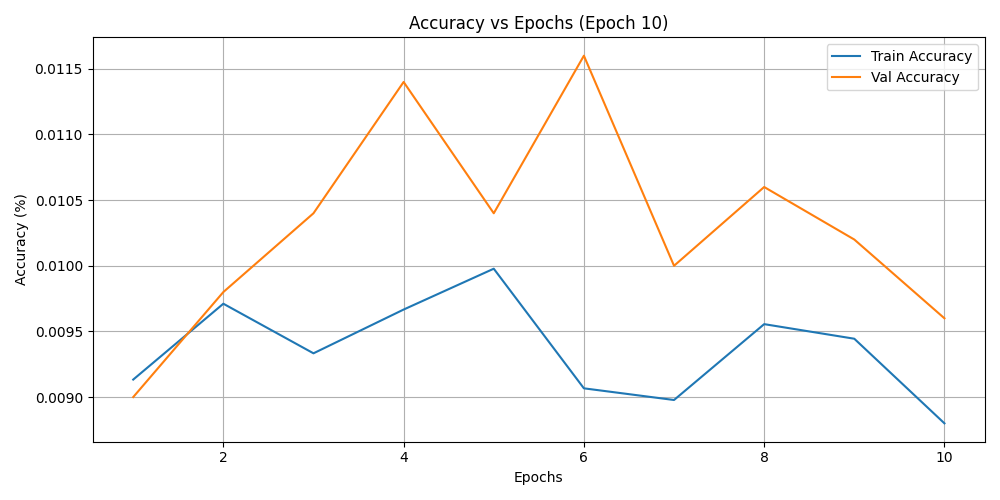 Accuracy vs Epochs (Epoch 10)
Train Accuracy
Val Accuracy
Accuracy (%)
0.0115
0.0110
0.0105
0.0100
0.0095
0.0090
2
4
6
8
10
Epochs